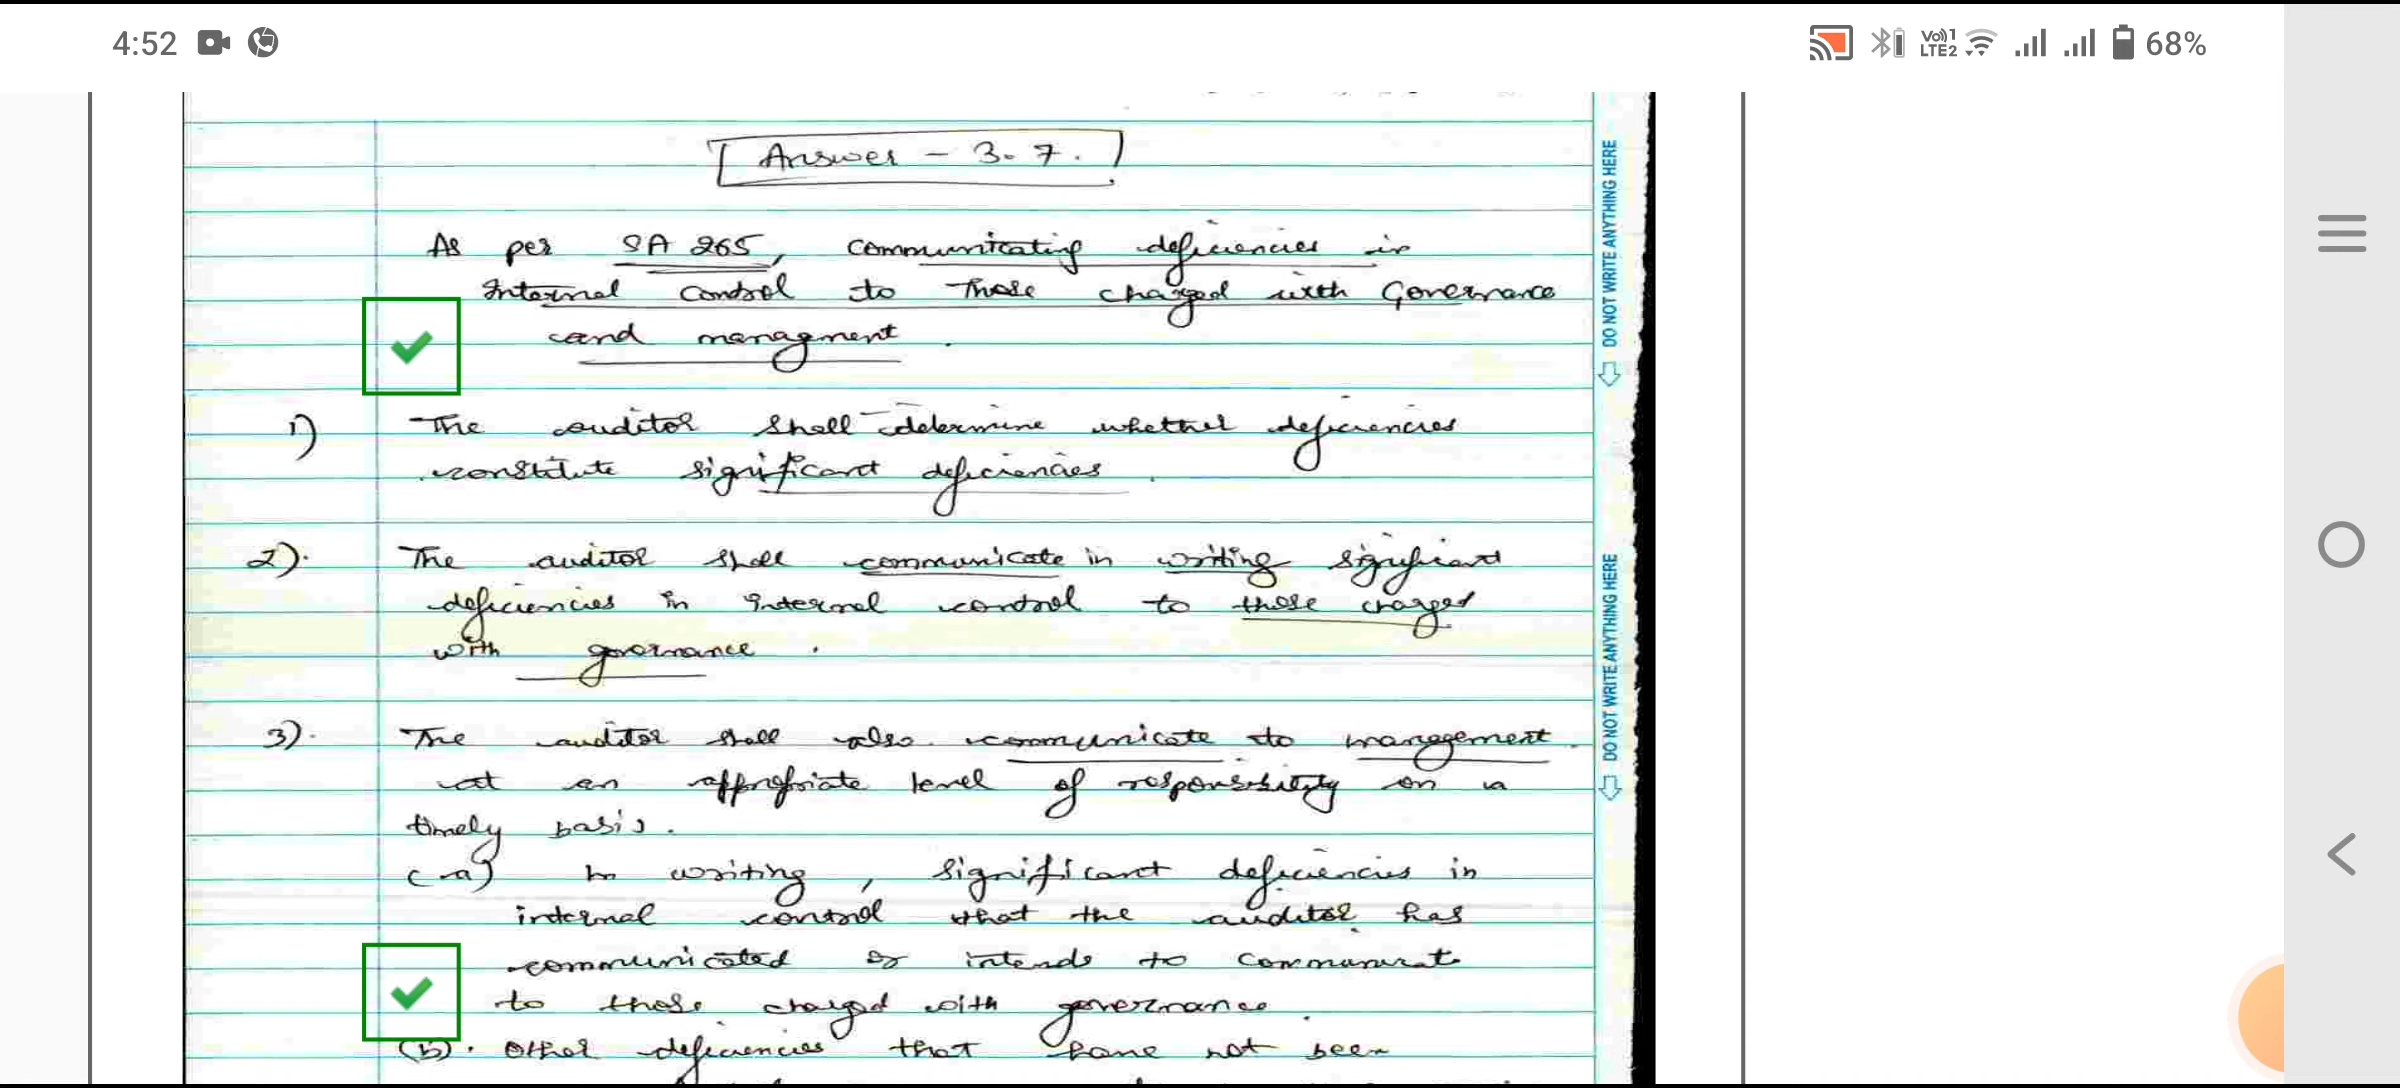 4:52
Vo)) 1
LTE2
68%
Answer - 3.7.
As per SA 265, communicating deficiencies in
Internal control to Those charged with Governance
and managment.
1) The auditor shall determine whether deficiencies
constitute significant deficiencies.
2). The auditor shall communicate in writing significant
deficiencies in internal control to those charged
with governance.
3). The auditor shall also communicate to management
at an appropriate level of responsibility on a
timely basis.
(a) In writing, significant deficiencies in
internal control that the auditor has
communicated or intends to communicate
to those charged with governance.
(b). Other deficiencies that have not been
DO NOT WRITE ANYTHING HERE
DO NOT WRITE ANYTHING HERE